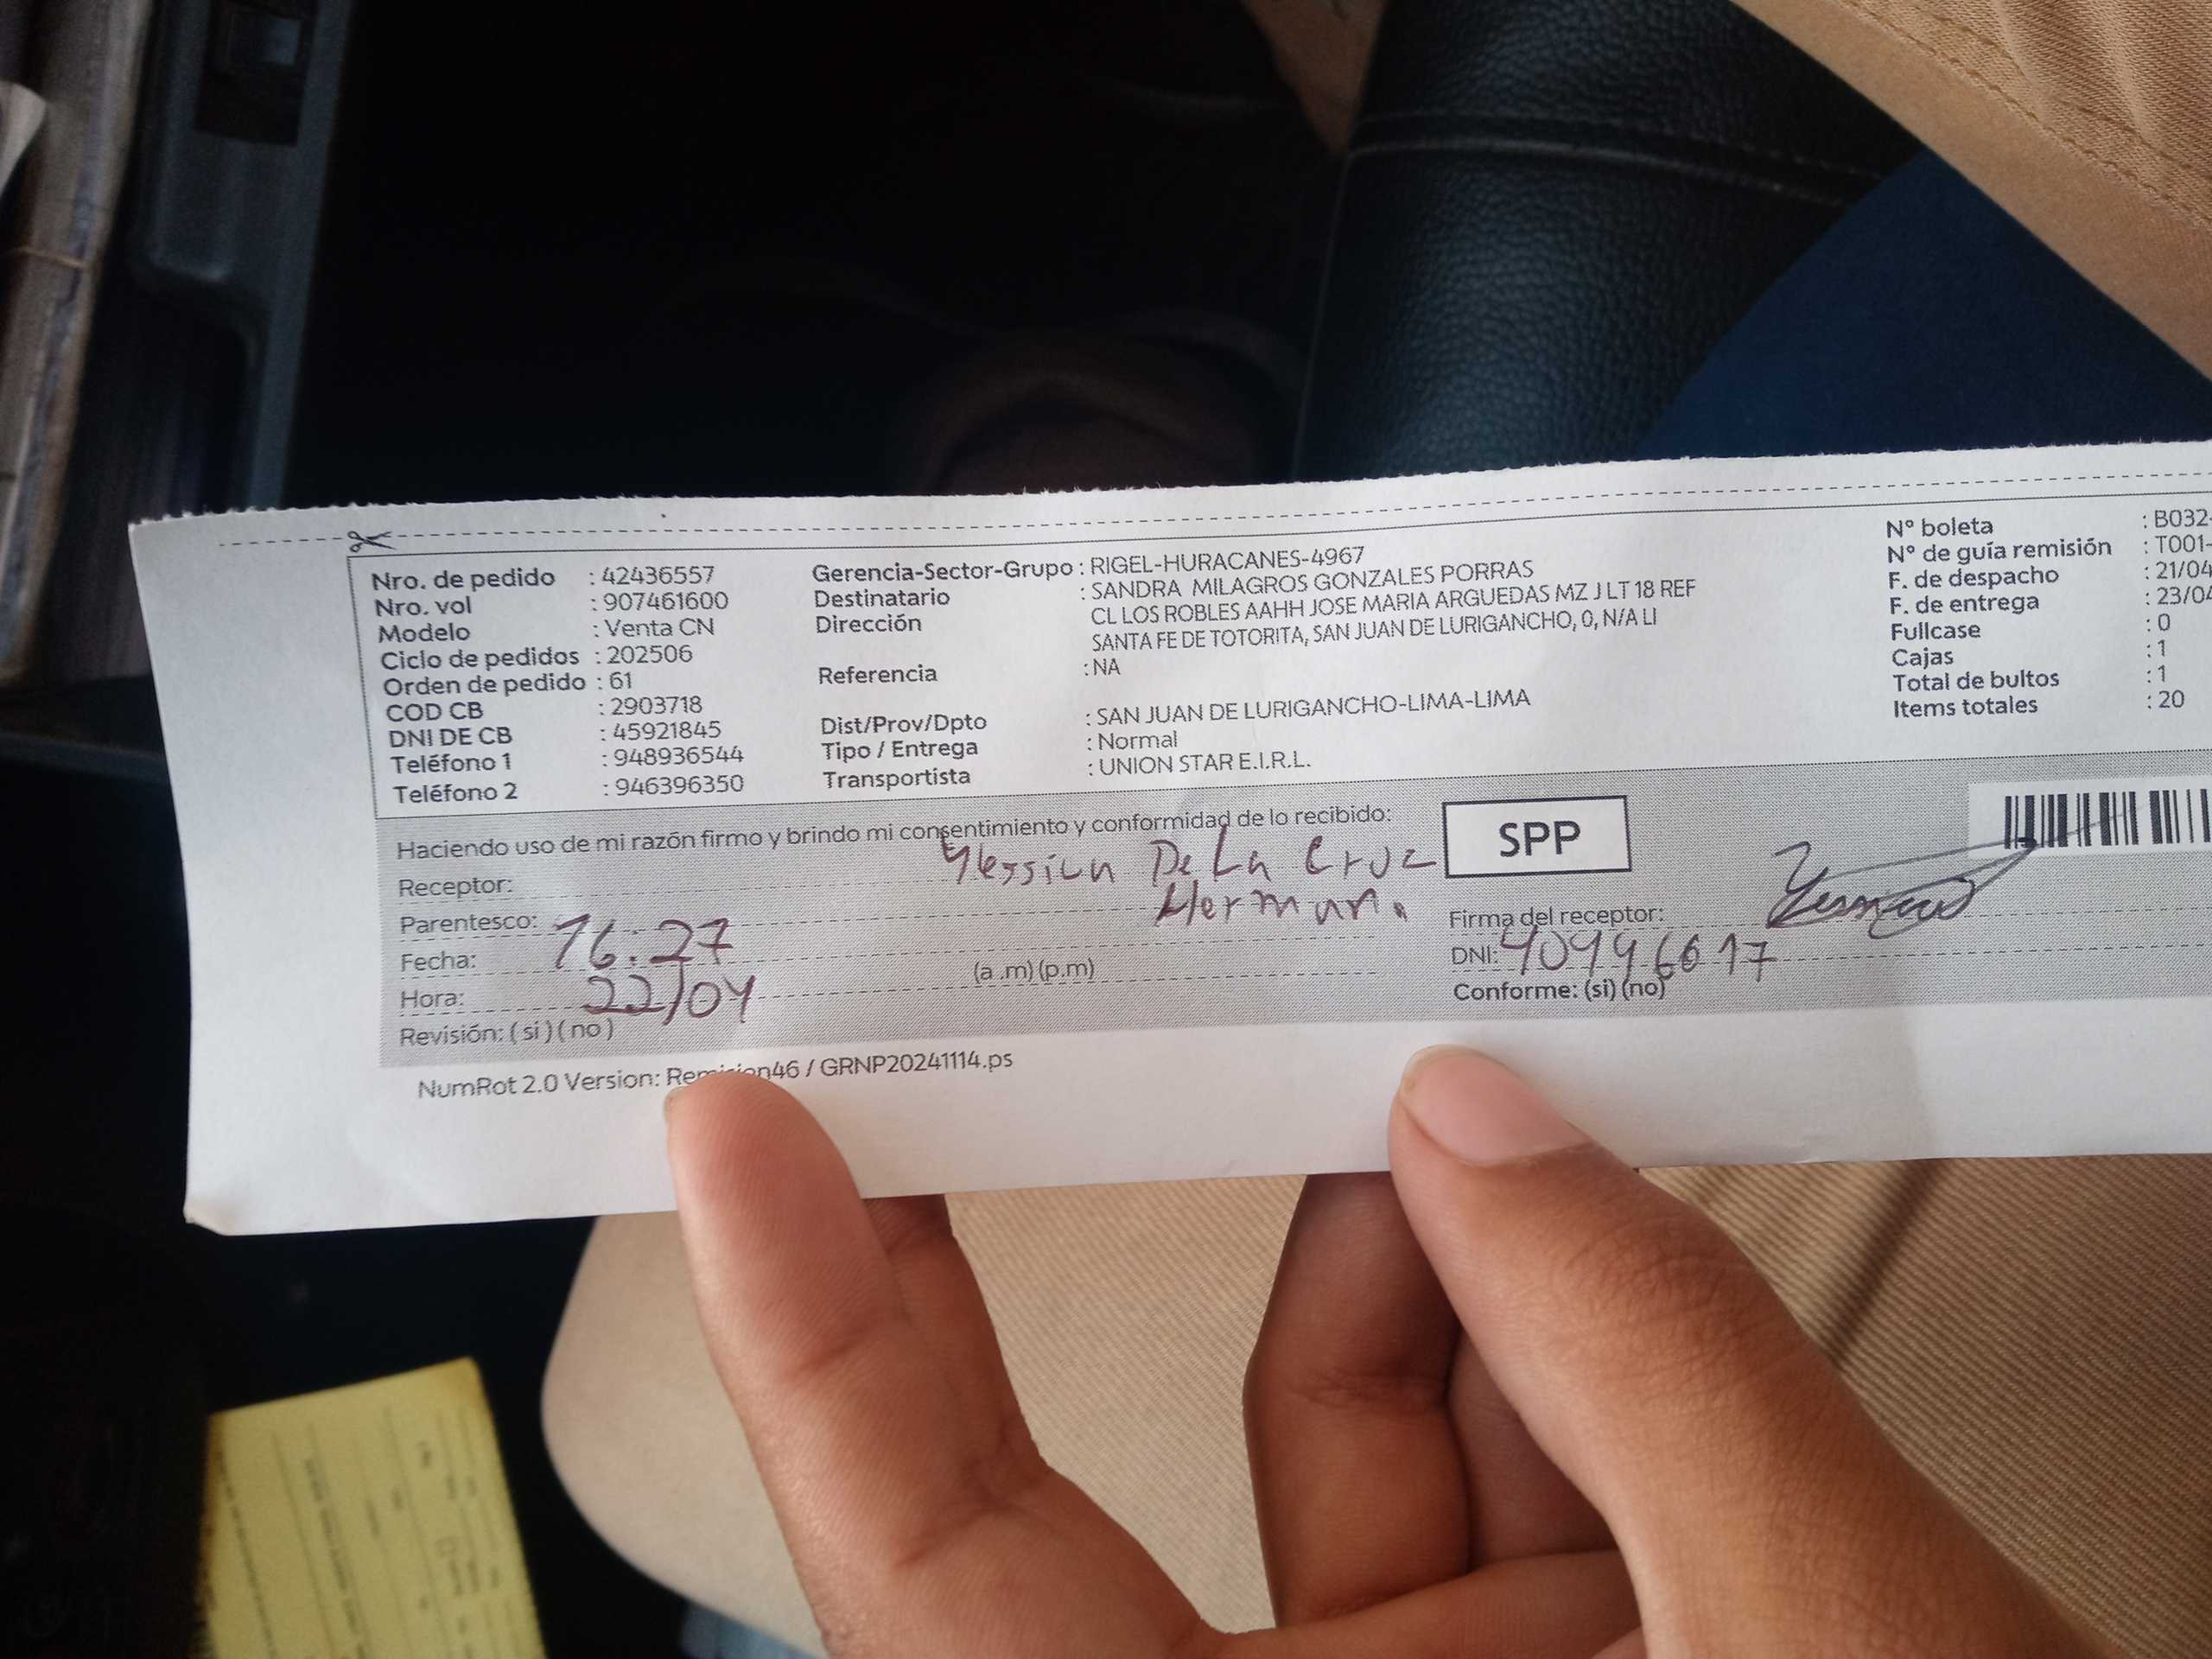 Nro. de pedido : 42436557
Nro. vol : 907461600
Modelo : Venta CN
Ciclo de pedidos : 202506
Orden de pedido : 61
COD CB : 2903718
DNI DE CB : 45921845
Teléfono 1 : 948936544
Teléfono 2 : 946396350
Gerencia-Sector-Grupo : RIGEL-HURACANES-4967
Destinatario : SANDRA MILAGROS GONZALES PORRAS
Dirección CL LOS ROBLES AAHH JOSE MARIA ARGUEDAS MZ J LT 18 REF
SANTA FE DE TOTORITA, SAN JUAN DE LURIGANCHO, 0, N/A LI
Referencia : NA
Dist/Prov/Dpto : SAN JUAN DE LURIGANCHO-LIMA-LIMA
Tipo / Entrega : Normal
Transportista : UNION STAR E.I.R.L.
N° boleta : B032-
N° de guía remisión : T001-
F. de despacho : 21/04
F. de entrega : 23/04
Fullcase : 0
Cajas : 1
Total de bultos : 1
Items totales : 20
Haciendo uso de mi razón firmo y brindo mi consentimiento y conformidad de lo recibido:
Receptor: Yessica De La Cruz
Parentesco: Hermana
Fecha: 16:27
Hora: 22/04 (a.m) (p.m)
Revisión: ( si ) ( no )
SPP
Firma del receptor:
DNI: 40996617
Conforme: (si) (no)
NumRot 2.0 Version: Remision46 / GRNP20241114.ps